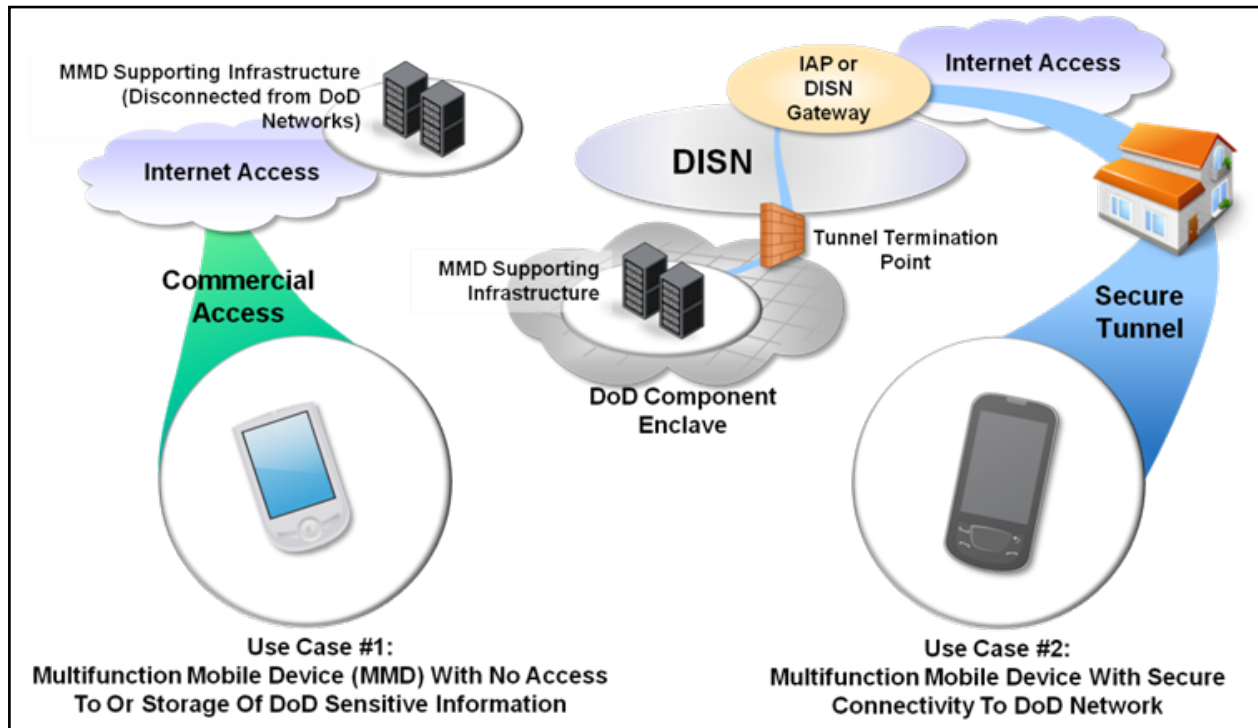 MMD Supporting Infrastructure
(Disconnected from DoD
Networks)
Internet Access
Commercial
Access
Use Case #1:
Multifunction Mobile Device (MMD) With No Access
To Or Storage Of DoD Sensitive Information
IAP or
DISN
Gateway
Internet Access
DISN
Tunnel Termination
Point
MMD Supporting
Infrastructure
DoD Component
Enclave
Secure
Tunnel
Use Case #2:
Multifunction Mobile Device With Secure
Connectivity To DoD Network